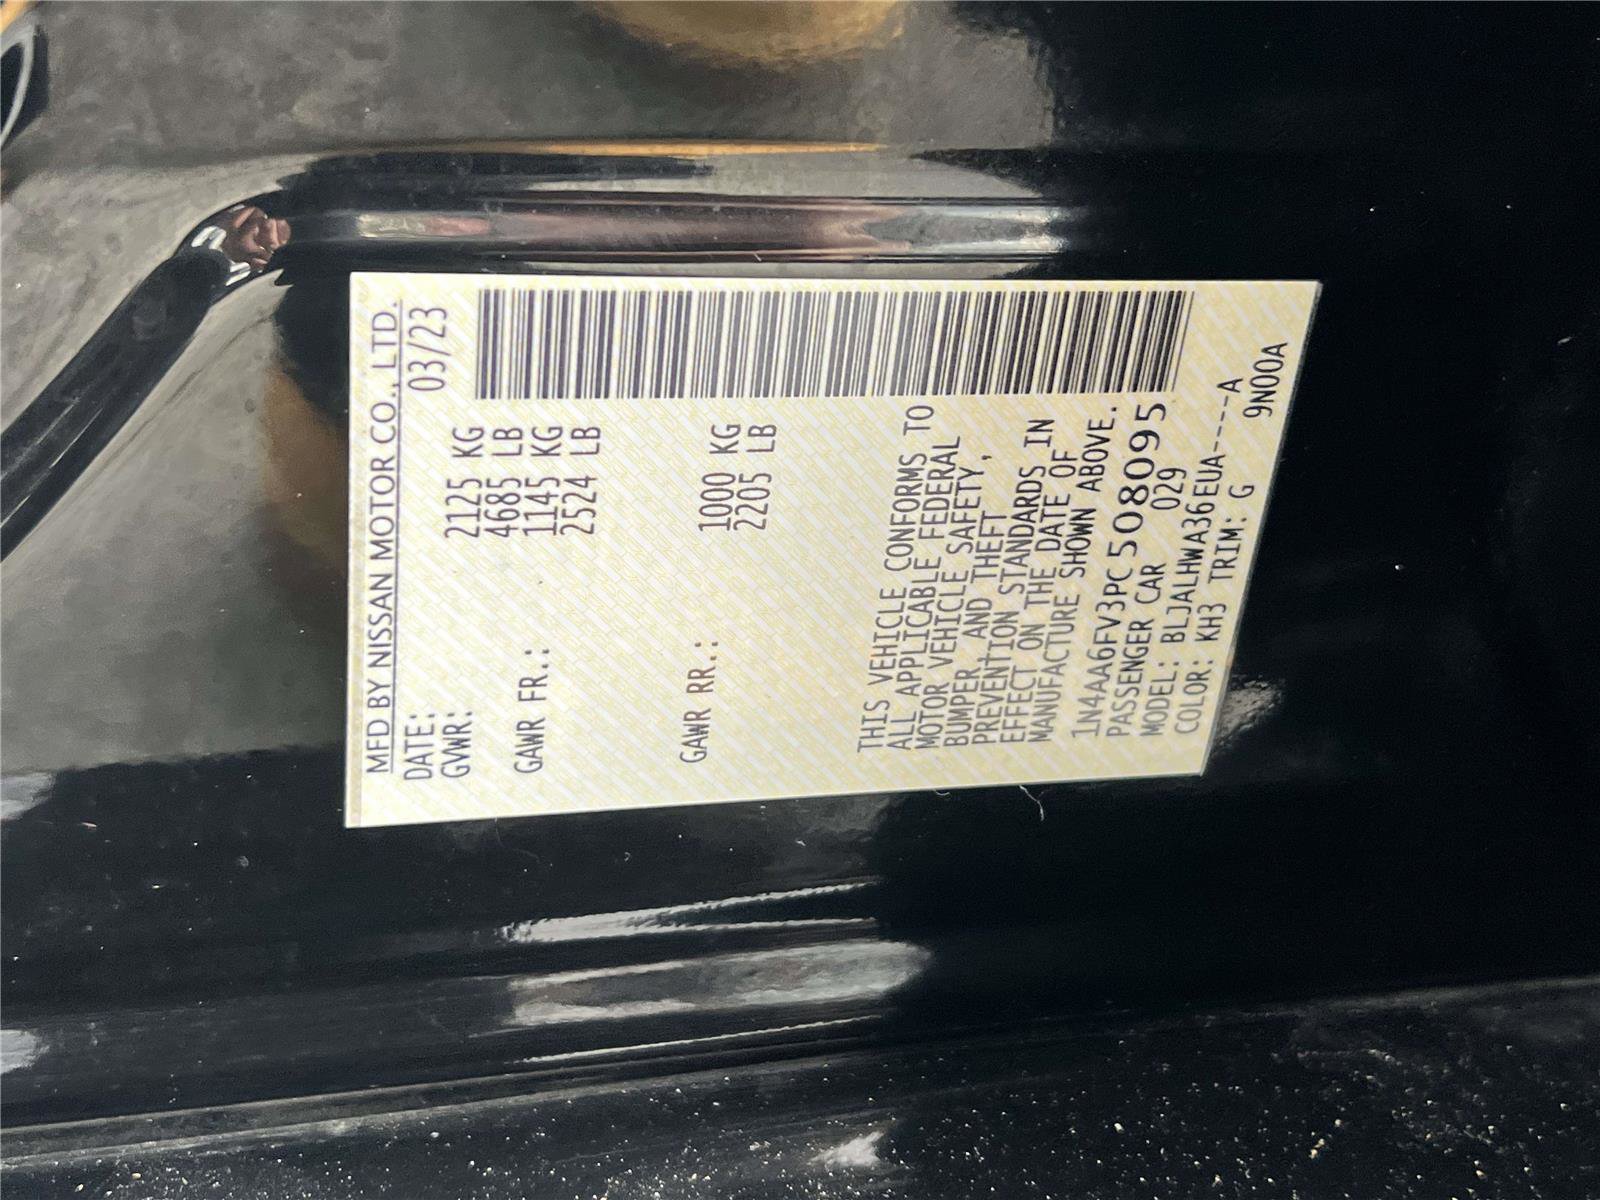 MFD BY NISSAN MOTOR CO., LTD.
DATE: 03/23
GVWR: 2125 KG
4685 LB
GAWR FR.: 1145 KG
2524 LB
GAWR RR.: 1000 KG
2205 LB
THIS VEHICLE CONFORMS TO
ALL APPLICABLE FEDERAL
MOTOR VEHICLE SAFETY,
BUMPER, AND THEFT
PREVENTION STANDARDS IN
EFFECT ON THE DATE OF
MANUFACTURE SHOWN ABOVE.
1N4AA6FV3PC508095
PASSENGER CAR 029
MODEL: BLJALHWA36EUA----A
COLOR: KH3 TRIM: G 9N00A